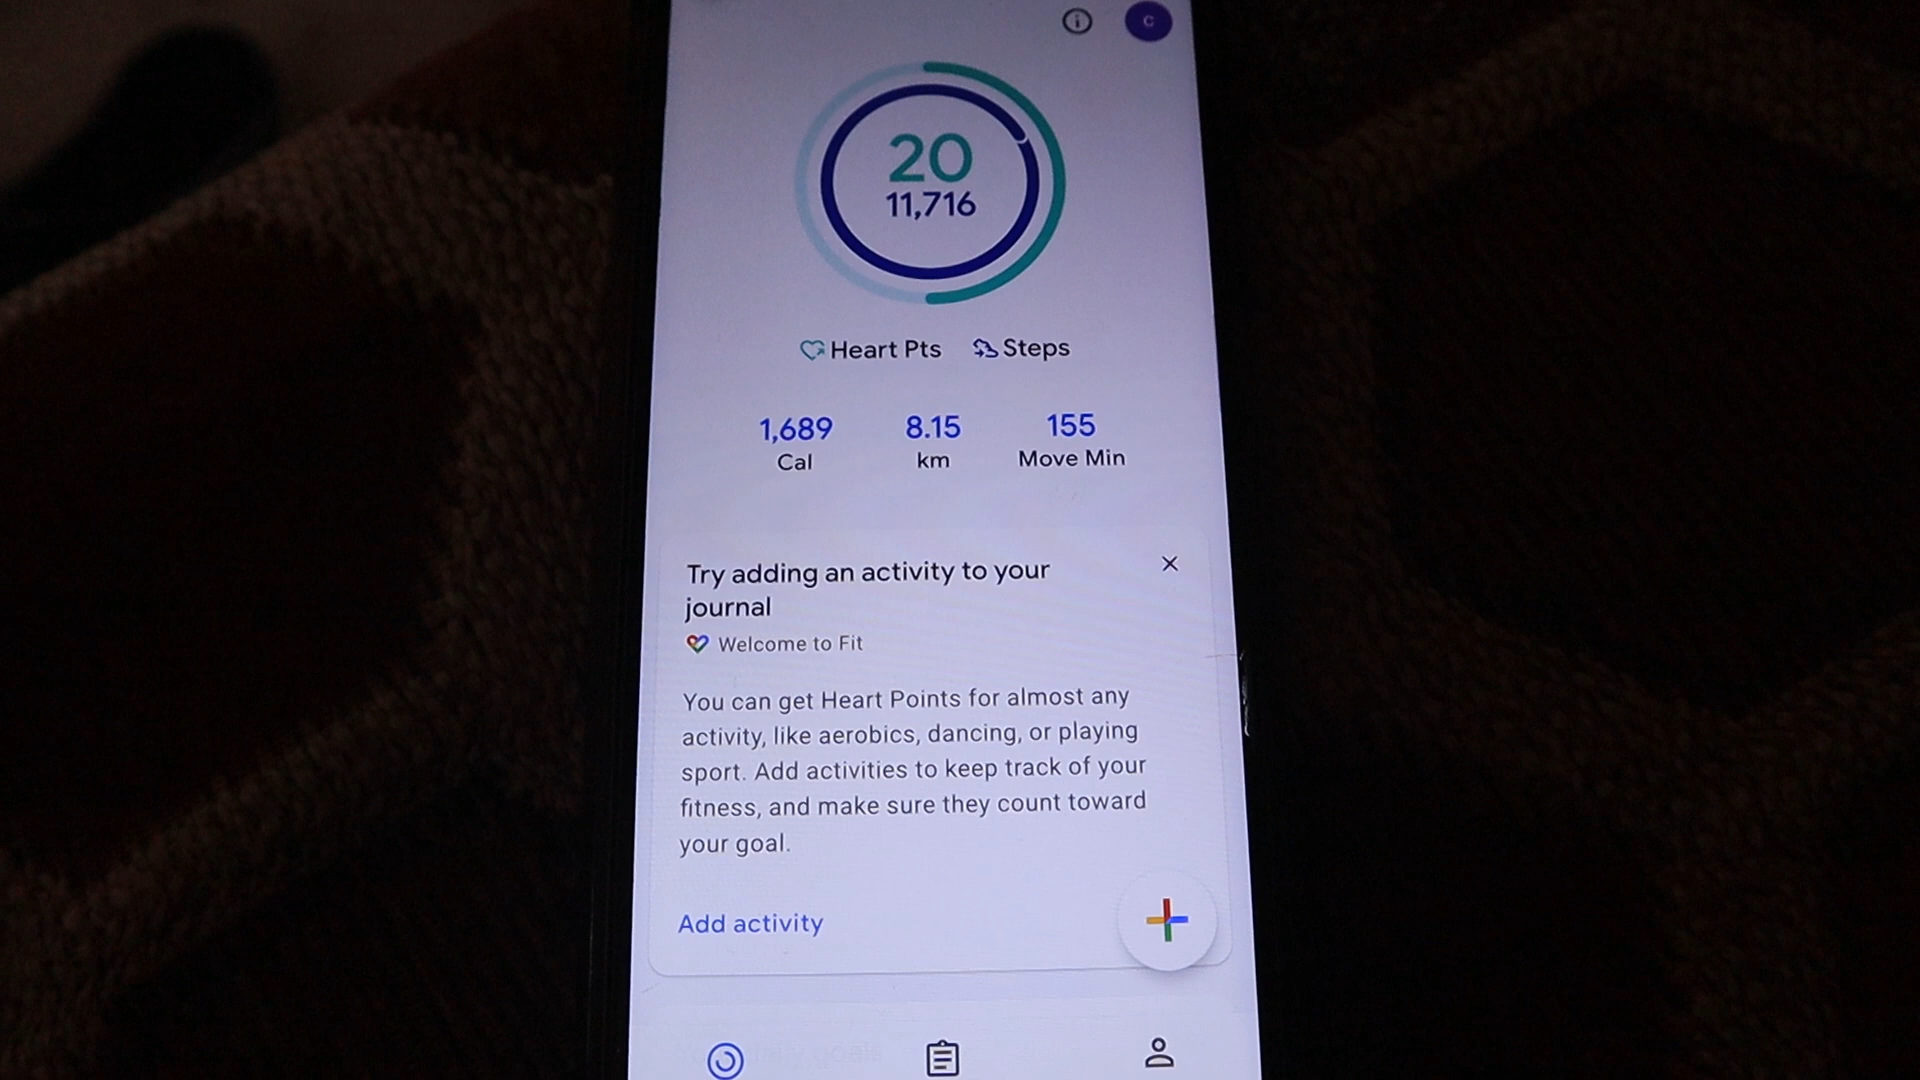 C
20
11,716
Heart Pts Steps
1,689 8.15 155
Cal km Move Min
Try adding an activity to your
journal
Welcome to Fit
You can get Heart Points for almost any
activity, like aerobics, dancing, or playing
sport. Add activities to keep track of your
fitness, and make sure they count toward
your goal.
Add activity